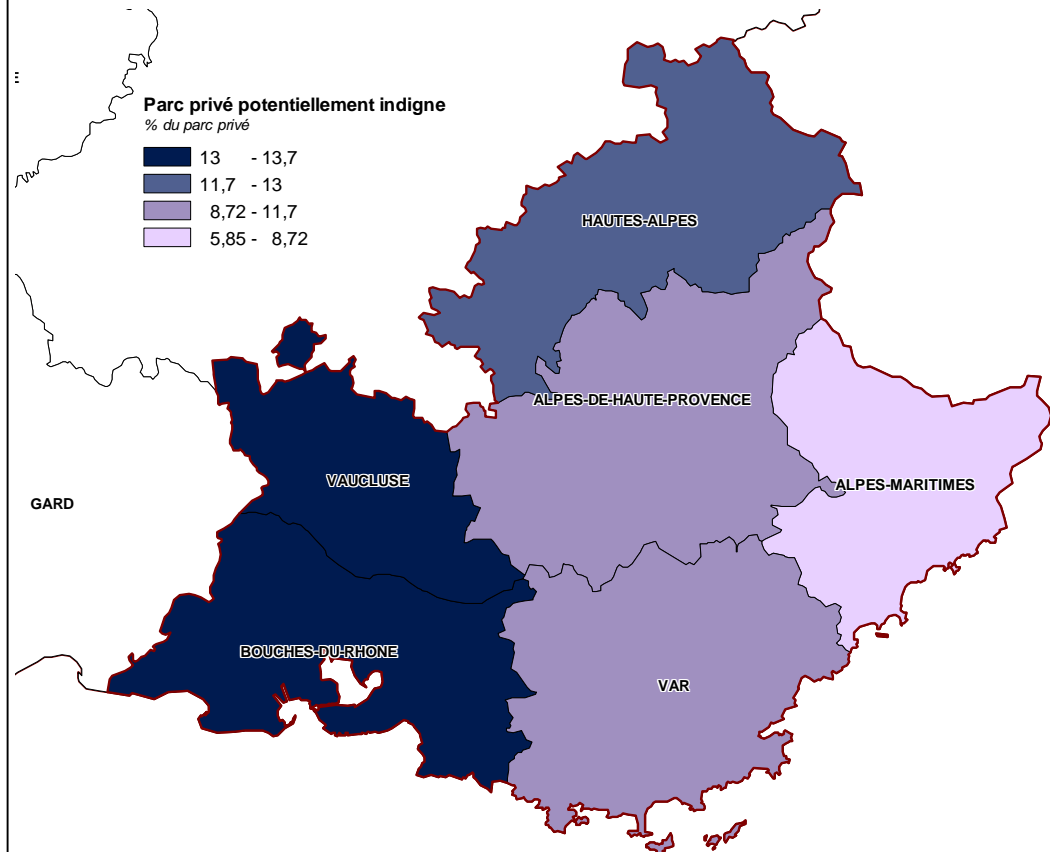 Parc privé potentiellement indigne
% du parc privé
13 - 13,7
11,7 - 13
8,72 - 11,7
5,85 - 8,72
HAUTES-ALPES
ALPES-DE-HAUTE-PROVENCE
VAUCLUSE
ALPES-MARITIMES
GARD
BOUCHES-DU-RHONE
VAR